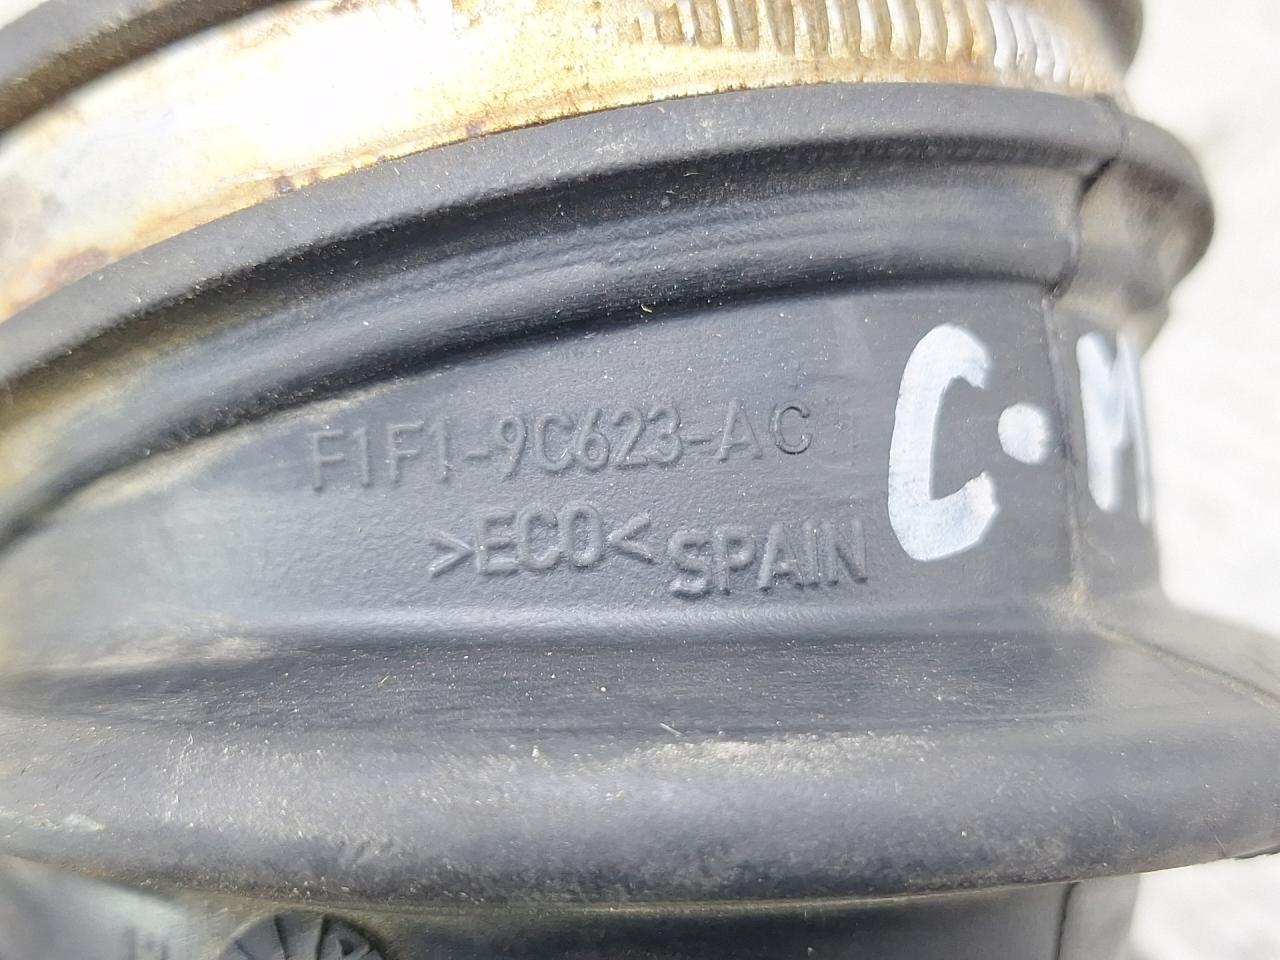 F1F1-9C623-AC
>ECO< SPAIN
C·M